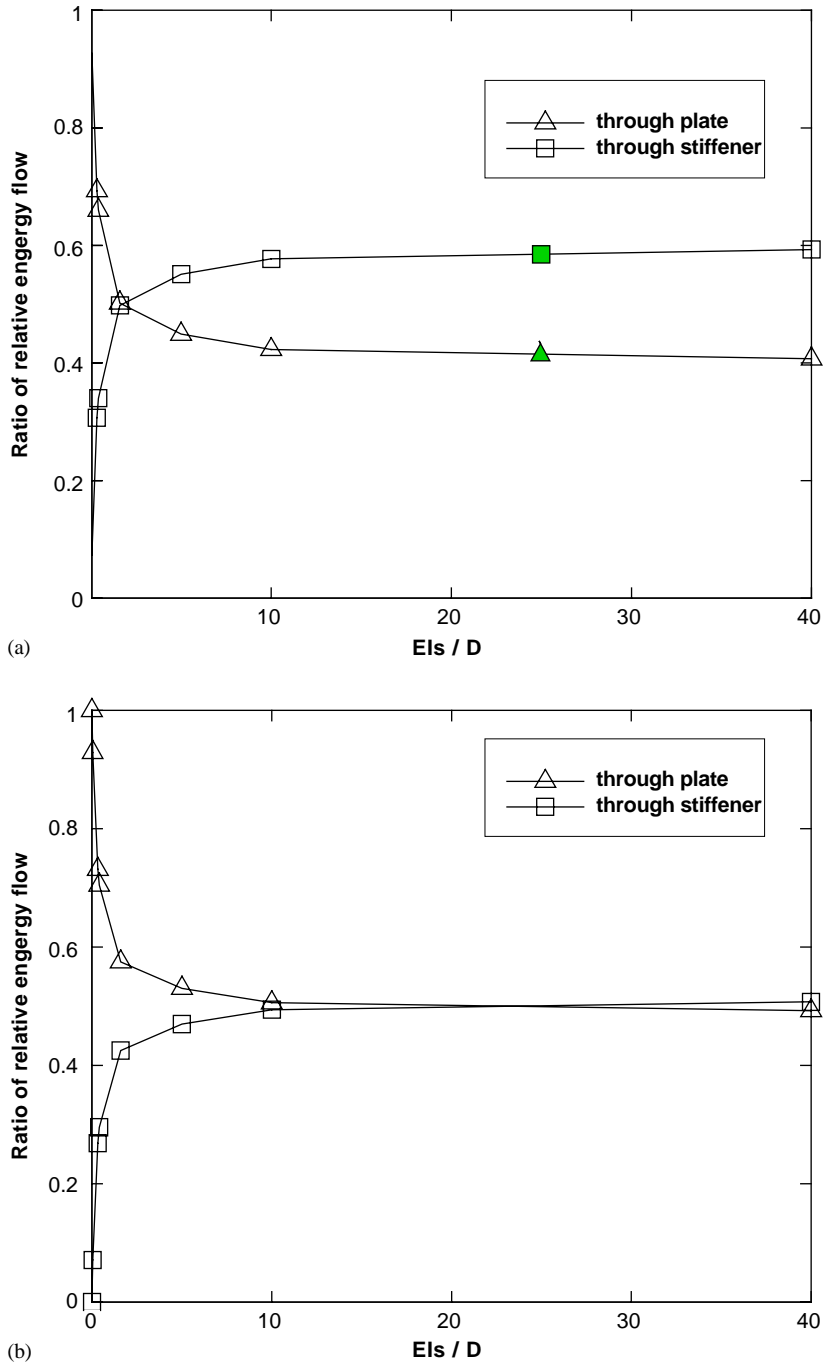 1
0.8
0.6
0.4
0.2
0
Ratio of relative engergy flow
through plate
through stiffener
10
20
30
40
EIs / D
(a)
1
0.8
0.6
0.4
0.2
0
Ratio of relative engergy flow
through plate
through stiffener
0
10
20
30
40
EIs / D
(b)